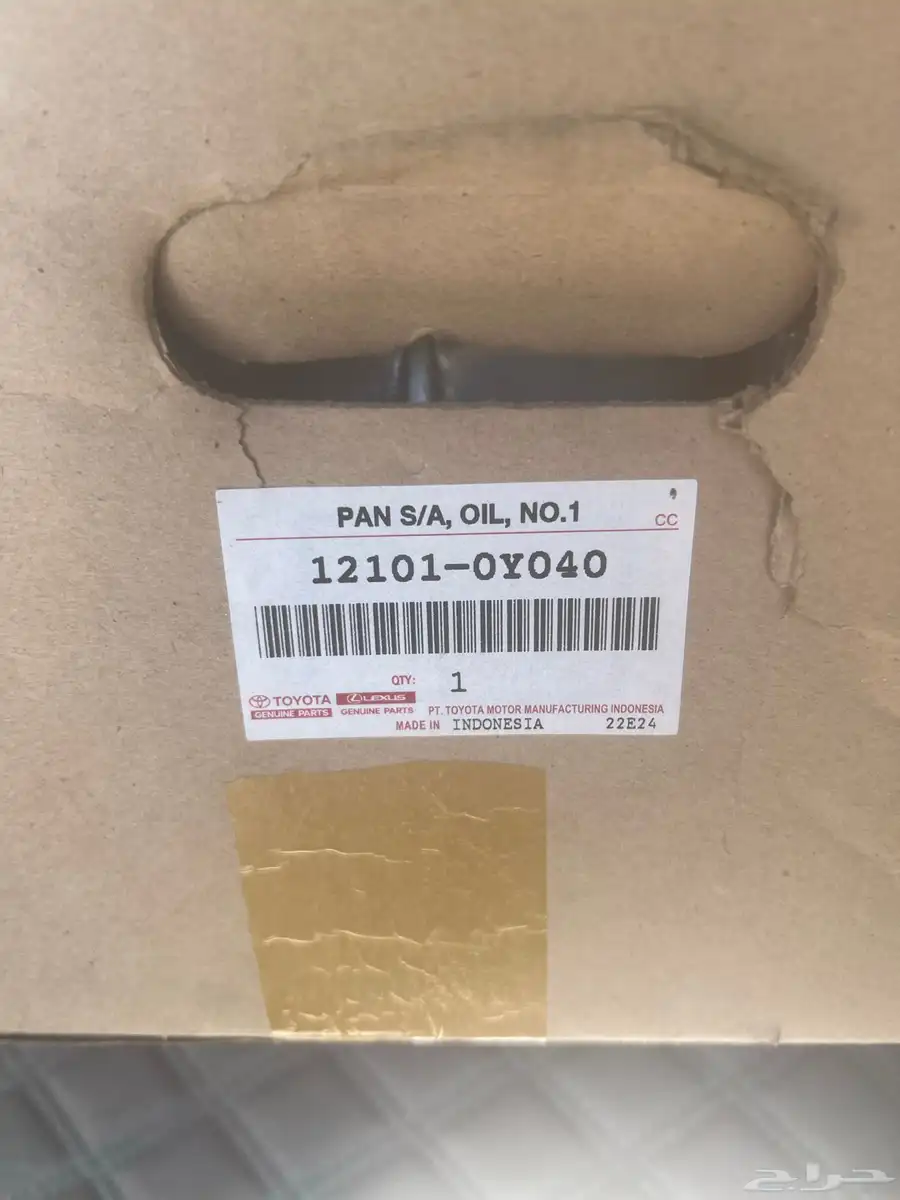 PAN S/A, OIL, NO.1
CC
12101-0Y040
QTY: 1
TOYOTA LEXUS
GENUINE PARTS GENUINE PARTS PT. TOYOTA MOTOR MANUFACTURING INDONESIA
MADE IN INDONESIA 22E24
حراج